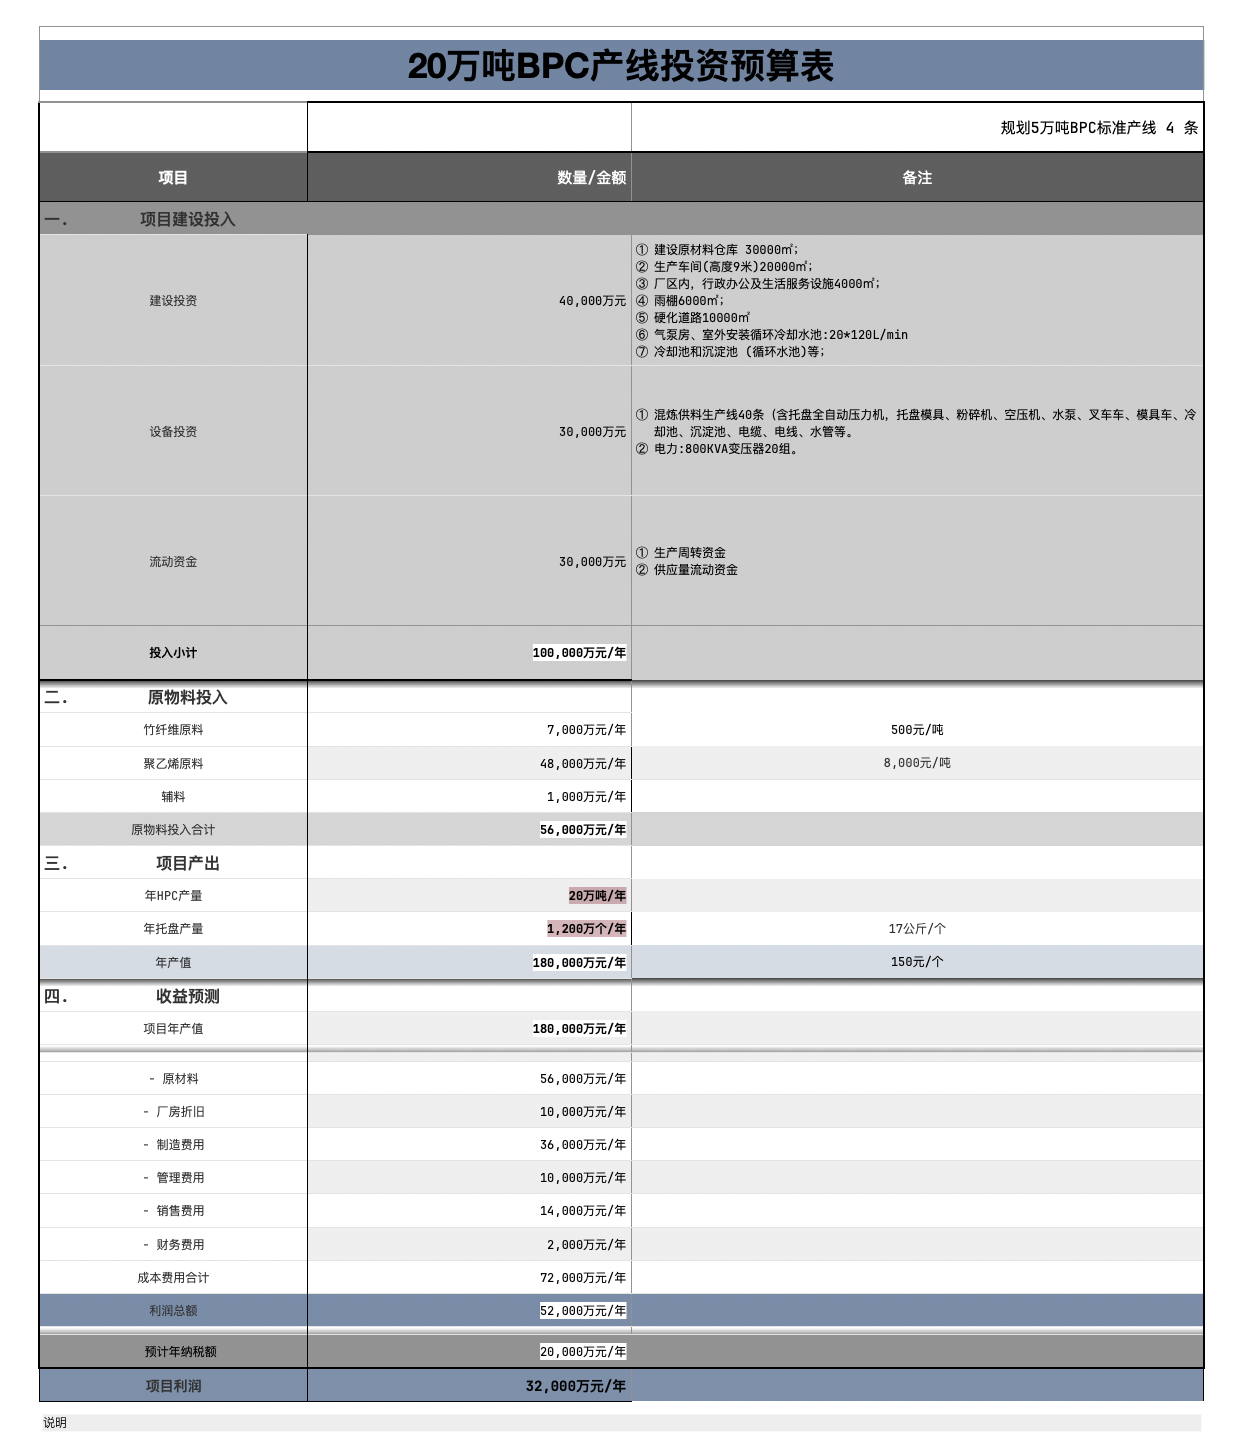 20万吨BPC产线投资预算表
规划5万吨BPC标准产线 4 条
项目 数量/金额 备注
一. 项目建设投入
建设投资 40,000万元
① 建设原材料仓库 30000㎡；
② 生产车间(高度9米)20000㎡；
③ 厂区内，行政办公及生活服务设施4000㎡；
④ 雨棚6000㎡；
⑤ 硬化道路10000㎡
⑥ 气泵房、室外安装循环冷却水池:20*120L/min
⑦ 冷却池和沉淀池 (循环水池)等；
设备投资 30,000万元
① 混炼供料生产线40条 (含托盘全自动压力机，托盘模具、粉碎机、空压机、水泵、叉车车、模具车、冷
却池、沉淀池、电缆、电线、水管等。
② 电力:800KVA变压器20组。
流动资金 30,000万元
① 生产周转资金
② 供应量流动资金
投入小计 100,000万元/年
二. 原物料投入
竹纤维原料 7,000万元/年 500元/吨
聚乙烯原料 48,000万元/年 8,000元/吨
辅料 1,000万元/年
原物料投入合计 56,000万元/年
三. 项目产出
年HPC产量 20万吨/年
年托盘产量 1,200万个/年 17公斤/个
年产值 180,000万元/年 150元/个
四. 收益预测
项目年产值 180,000万元/年
- 原材料 56,000万元/年
- 厂房折旧 10,000万元/年
- 制造费用 36,000万元/年
- 管理费用 10,000万元/年
- 销售费用 14,000万元/年
- 财务费用 2,000万元/年
成本费用合计 72,000万元/年
利润总额 52,000万元/年
预计年纳税额 20,000万元/年
项目利润 32,000万元/年
说明